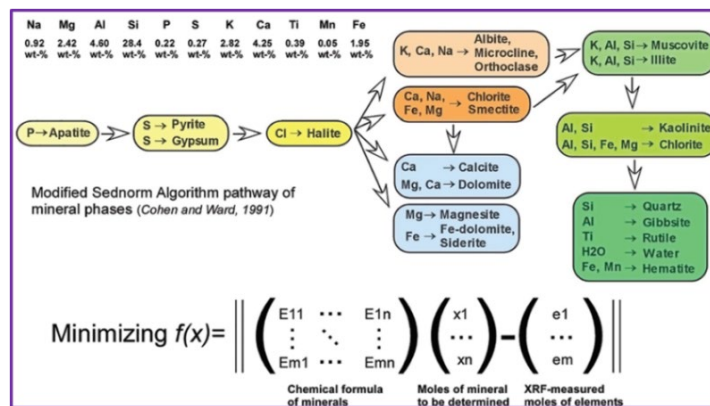 Na Mg Al Si P S K Ca Ti Mn Fe
0.92 2.42 4.60 28.4 0.22 0.27 2.82 4.25 0.39 0.05 1.95
wt-% wt-% wt-% wt-% wt-% wt-% wt-% wt-% wt-% wt-% wt-%
P→Apatite
S → Pyrite
S → Gypsum
Cl → Halite
K, Ca, Na → Albite,
Microcline,
Orthoclase
Ca, Na,
Fe, Mg → Chlorite
Smectite
Ca → Calcite
Mg, Ca → Dolomite
Mg → Magnesite
Fe → Fe-dolomite,
Siderite
K, Al, Si → Muscovite
K, Al, Si → Illite
Al, Si → Kaolinite
Al, Si, Fe, Mg → Chlorite
Si → Quartz
Al → Gibbsite
Ti → Rutile
H2O → Water
Fe, Mn → Hematite
Modified Sednorm Algorithm pathway of
mineral phases (Cohen and Ward, 1991)
Minimizing f(x)= ‖ ( E11 ⋯ E1n ) ( x1 ) – ( e1 ) ‖
⋮ ⋱ ⋮ ⋯ ⋯
Em1 ⋯ Emn xn em
Chemical formula
of minerals
Moles of mineral
to be determined
XRF-measured
moles of elements